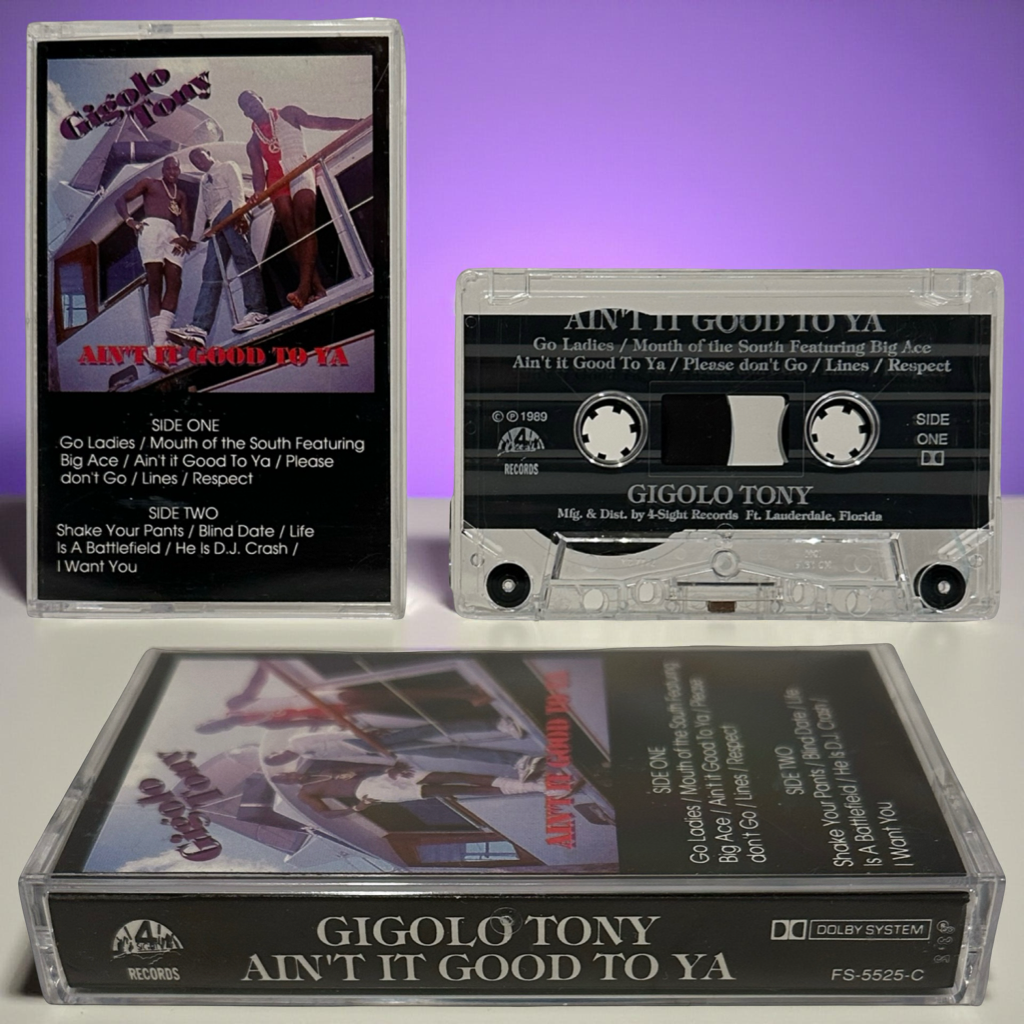 Gigolo
Tony
AIN'T IT GOOD TO YA
SIDE ONE
Go Ladies / Mouth of the South Featuring
Big Ace / Ain't it Good To Ya / Please
don't Go / Lines / Respect
SIDE TWO
Shake Your Pants / Blind Date / Life
Is A Battlefield / He Is D.J. Crash /
I Want You
AIN'T IT GOOD TO YA
Go Ladies / Mouth of the South Featuring Big Ace
Ain't it Good To Ya / Please don't Go / Lines / Respect
© ℗ 1989
4
RECORDS
SIDE
ONE
GIGOLO TONY
Mfg. & Dist. by 4-Sight Records Ft. Lauderdale, Florida
Gigolo
Tony
AIN'T IT GOOD TO YA
SIDE ONE
Go Ladies / Mouth of the South Featuring
Big Ace / Ain't it Good To Ya / Please
don't Go / Lines / Respect
SIDE TWO
Shake Your Pants / Blind Date / Life
Is A Battlefield / He Is D.J. Crash /
I Want You
4
RECORDS
GIGOLO TONY
AIN'T IT GOOD TO YA
DOLBY SYSTEM
FS-5525-C